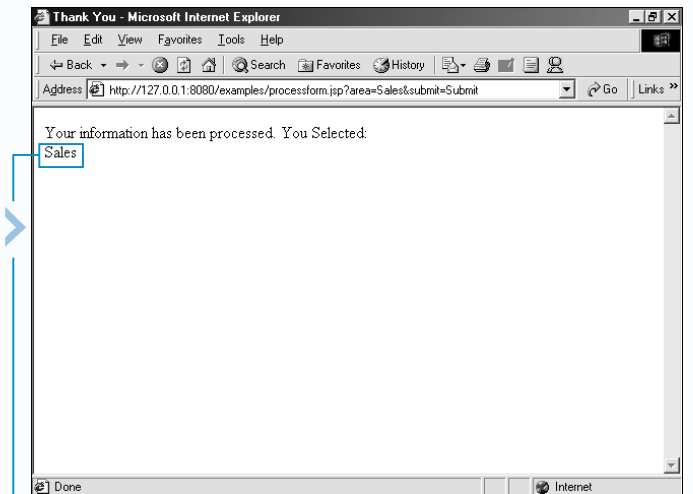 Thank You - Microsoft Internet Explorer
File Edit View Favorites Tools Help
Back Search Favorites History
Address http://127.0.0.1:8080/examples/processform.jsp?area=Sales&submit=Submit Go Links »
Your information has been processed. You Selected:
Sales
Done Internet